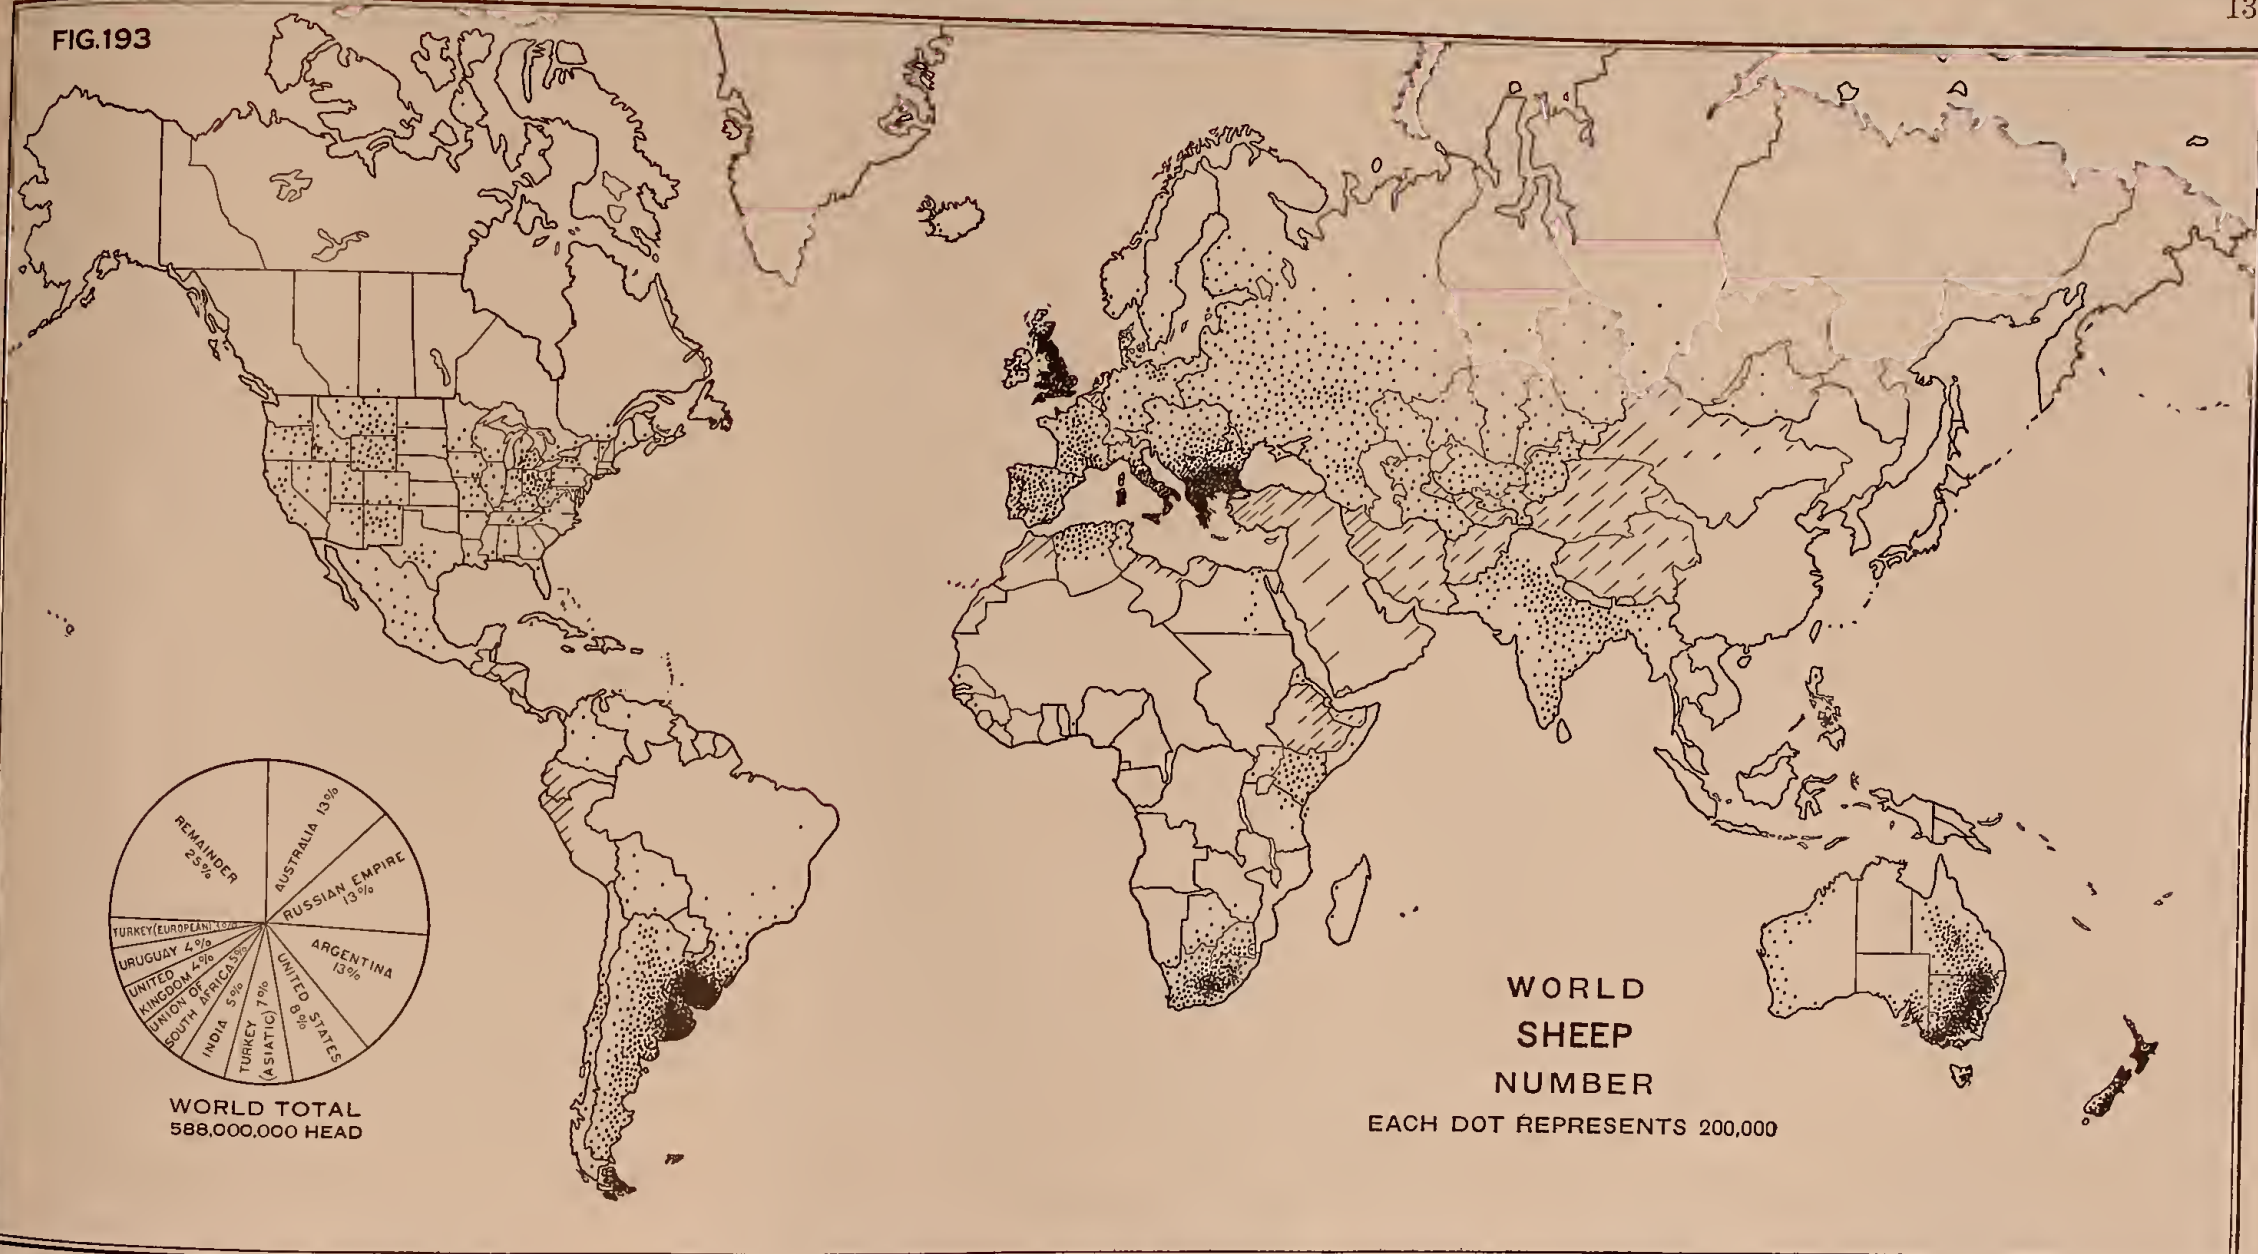 13
FIG.193
REMAINDER
25%
AUSTRALIA 13%
RUSSIAN EMPIRE
13%
ARGENTINA
13%
UNITED STATES
8%
TURKEY
(ASIATIC) 7%
INDIA 5%
UNION OF
SOUTH AFRICA 5%
UNITED
KINGDOM 4%
URUGUAY 4%
TURKEY (EUROPEAN) 3%
WORLD TOTAL
588,000,000 HEAD
WORLD
SHEEP
NUMBER
EACH DOT REPRESENTS 200,000